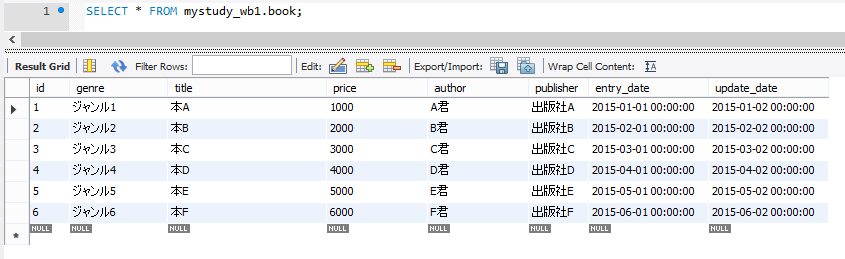 1 SELECT * FROM mystudy_wb1.book;
Result Grid Filter Rows: Edit: Export/Import: Wrap Cell Content: IA
id genre title price author publisher entry_date update_date
1 ジャンル1 本A 1000 A君 出版社A 2015-01-01 00:00:00 2015-01-02 00:00:00
2 ジャンル2 本B 2000 B君 出版社B 2015-02-01 00:00:00 2015-02-02 00:00:00
3 ジャンル3 本C 3000 C君 出版社C 2015-03-01 00:00:00 2015-03-02 00:00:00
4 ジャンル4 本D 4000 D君 出版社D 2015-04-01 00:00:00 2015-04-02 00:00:00
5 ジャンル5 本E 5000 E君 出版社E 2015-05-01 00:00:00 2015-05-02 00:00:00
6 ジャンル6 本F 6000 F君 出版社F 2015-06-01 00:00:00 2015-06-02 00:00:00
* NULL NULL NULL NULL NULL NULL NULL NULL